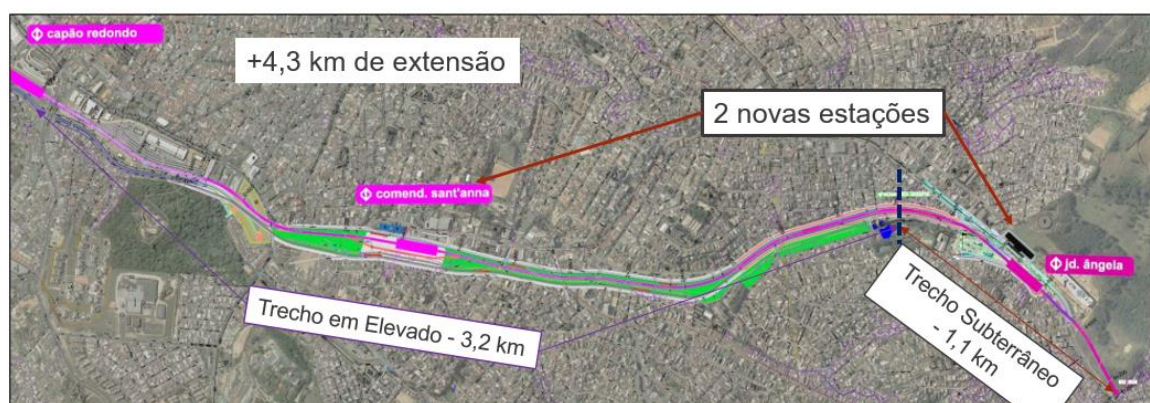 capão redondo
+4,3 km de extensão
2 novas estações
comend. sant'anna
jd. ângela
Trecho em Elevado - 3,2 km
Trecho Subterrâneo
- 1,1 km